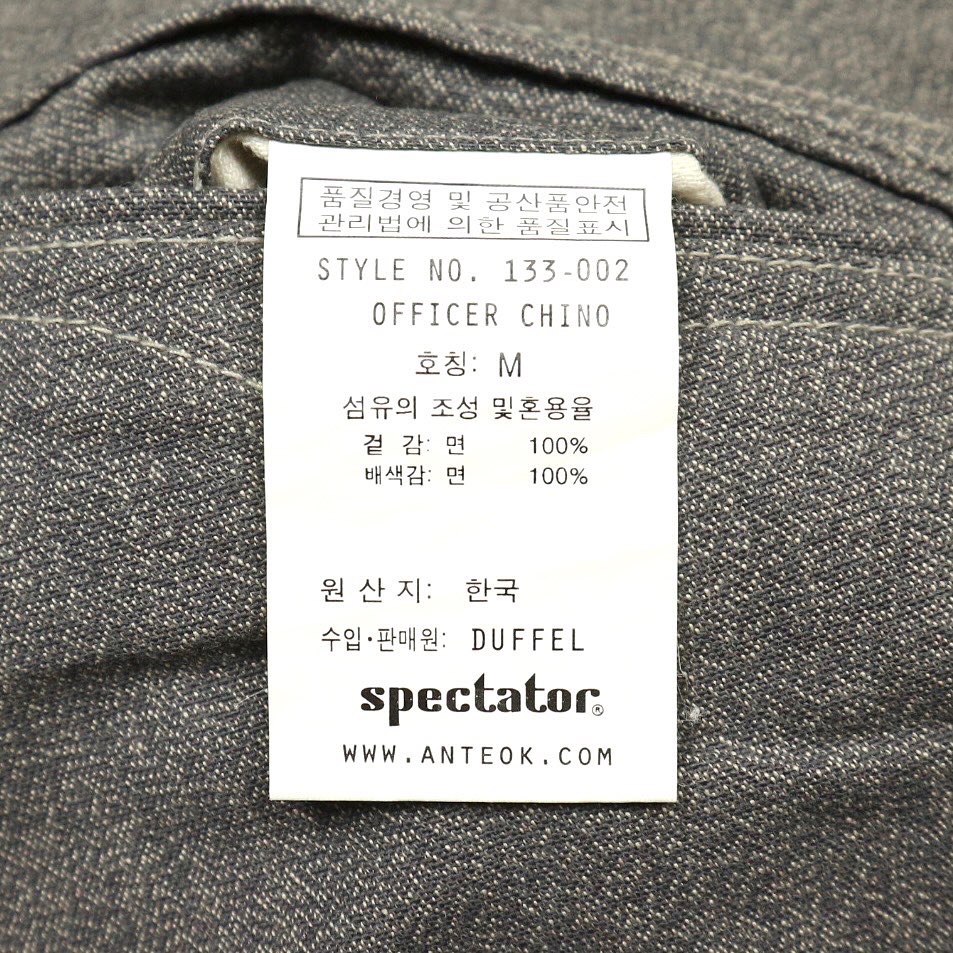 품질경영 및 공산품안전
관리법에 의한 품질표시
STYLE NO. 133-002
OFFICER CHINO
호칭: M
섬유의 조성 및혼용율
겉 감: 면 100%
배색감: 면 100%
원 산 지: 한국
수입·판매원: DUFFEL
spectator®
WWW.ANTEOK.COM